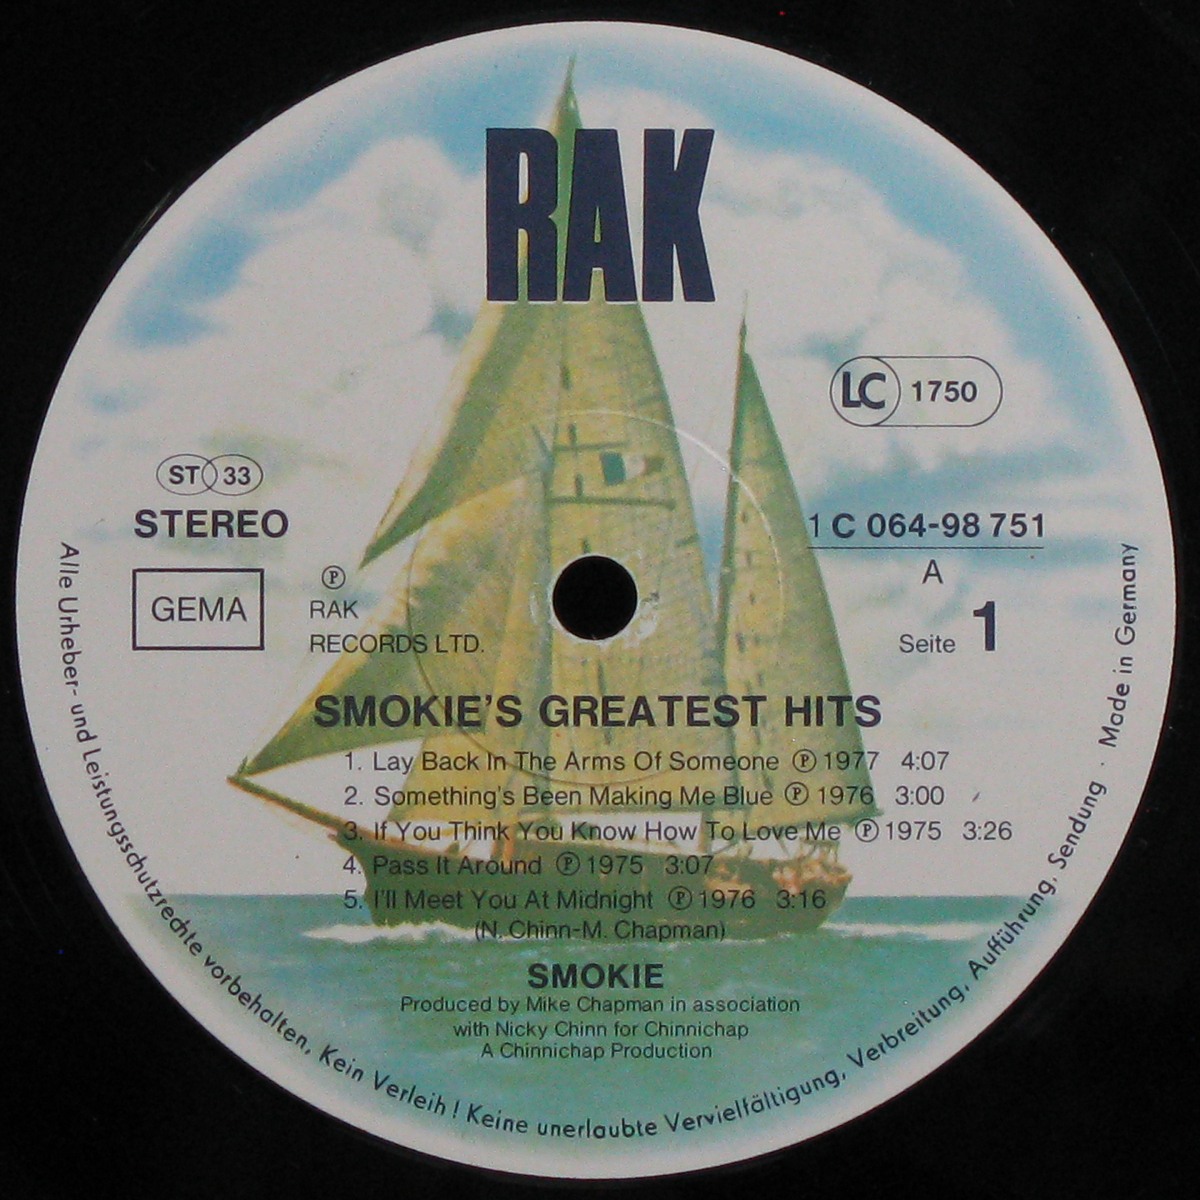 RAK
LC 1750
ST 33
STEREO
1 C 064-98 751
A
Seite 1
GEMA
℗
RAK
RECORDS LTD.
SMOKIE'S GREATEST HITS
1. Lay Back In The Arms Of Someone ℗ 1977 4:07
2. Something's Been Making Me Blue ℗ 1976 3:00
3. If You Think You Know How To Love Me ℗ 1975 3:26
4. Pass It Around ℗ 1975 3:07
5. I'll Meet You At Midnight ℗ 1976 3:16
(N. Chinn-M. Chapman)
SMOKIE
Produced by Mike Chapman in association
with Nicky Chinn for Chinnichap
A Chinnichap Production
Alle Urheber- und Leistungsschutzrechte vorbehalten, Kein Verleih! Keine unerlaubte Vervielfältigung, Verbreitung, Aufführung, Sendung · Made in Germany